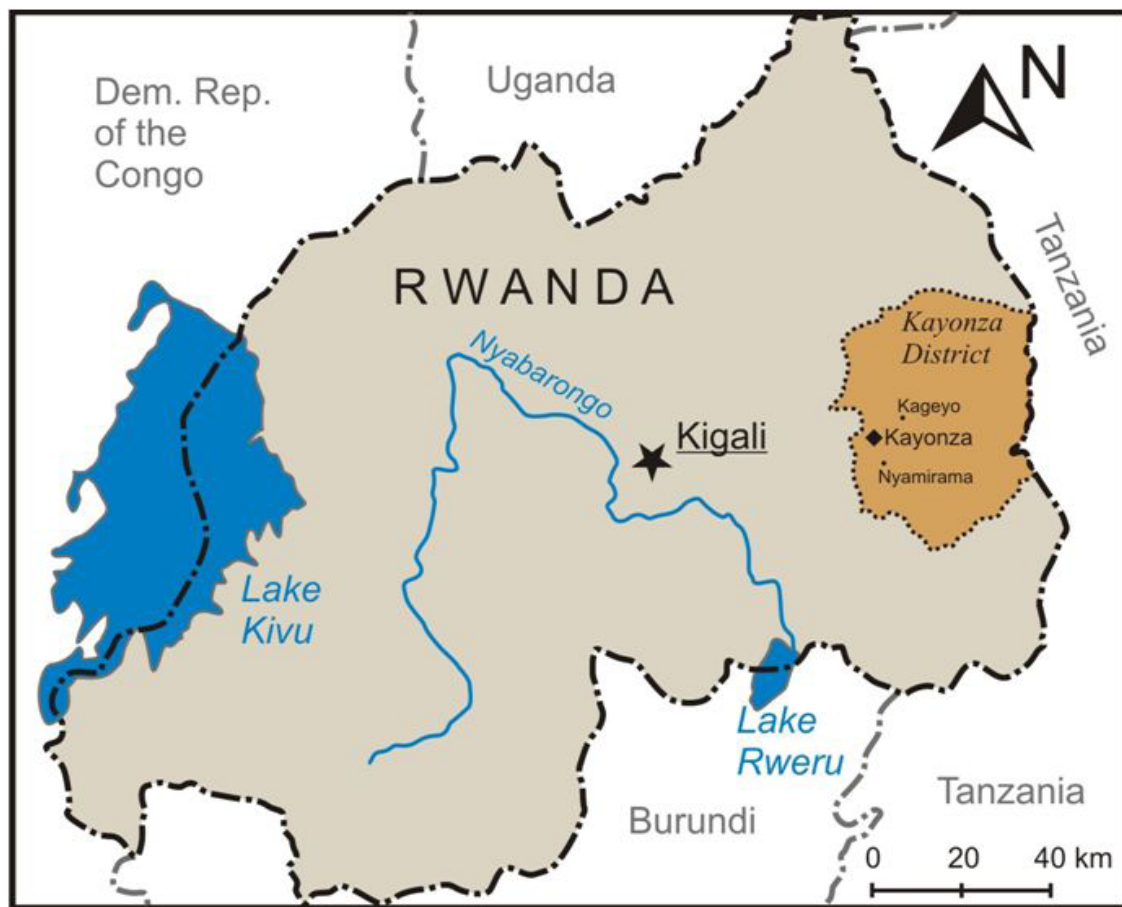 Dem. Rep.
of the
Congo
Uganda
N
Tanzania
RWANDA
Kayonza
District
Nyabarongo
Kageyo
Kigali
Kayonza
Nyamirama
Lake
Kivu
Lake
Rweru
Burundi
Tanzania
0 20 40 km